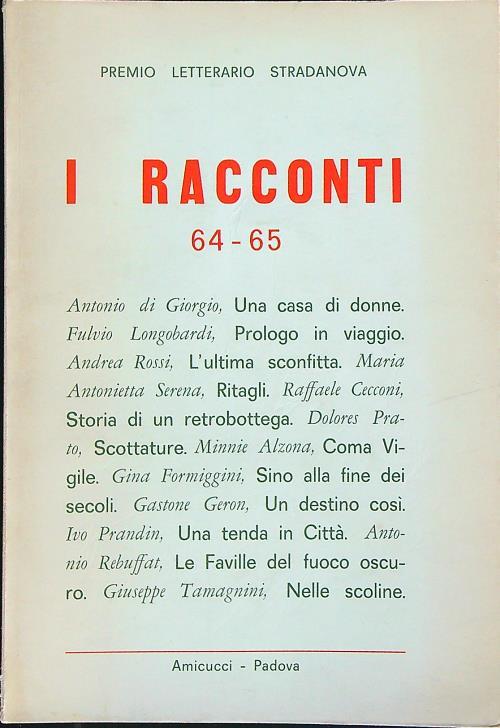 PREMIO LETTERARIO STRADANOVA
I RACCONTI
64-65
Antonio di Giorgio, Una casa di donne.
Fulvio Longobardi, Prologo in viaggio.
Andrea Rossi, L'ultima sconfitta. Maria
Antonietta Serena, Ritagli. Raffaele Cecconi,
Storia di un retrobottega. Dolores Pra-
to, Scottature. Minnie Alzona, Coma Vi-
gile. Gina Formiggini, Sino alla fine dei
secoli. Gastone Geron, Un destino così.
Ivo Prandin, Una tenda in Città. Anto-
nio Rebuffat, Le Faville del fuoco oscu-
ro. Giuseppe Tamagnini, Nelle scoline.
Amicucci - Padova